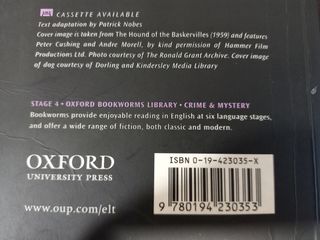 CASSETTE AVAILABLE
Text adaptation by Patrick Nobes
Cover image is taken from The Hound of the Baskervilles (1959) and features
Peter Cushing and Andre Morell, by kind permission of Hammer Film
Productions Ltd. Photo courtesy of The Ronald Grant Archive: Cover image
of dog courtesy of Dorling and Kindersley Media Library
STAGE 4 • OXFORD BOOKWORMS LIBRARY • CRIME & MYSTERY
Bookworms provide enjoyable reading in English at six language stages,
and offer a wide range of fiction, both classic and modern.
OXFORD
UNIVERSITY PRESS
www.oup.com/elt
ISBN 0-19-423035-X
9 780194 230353